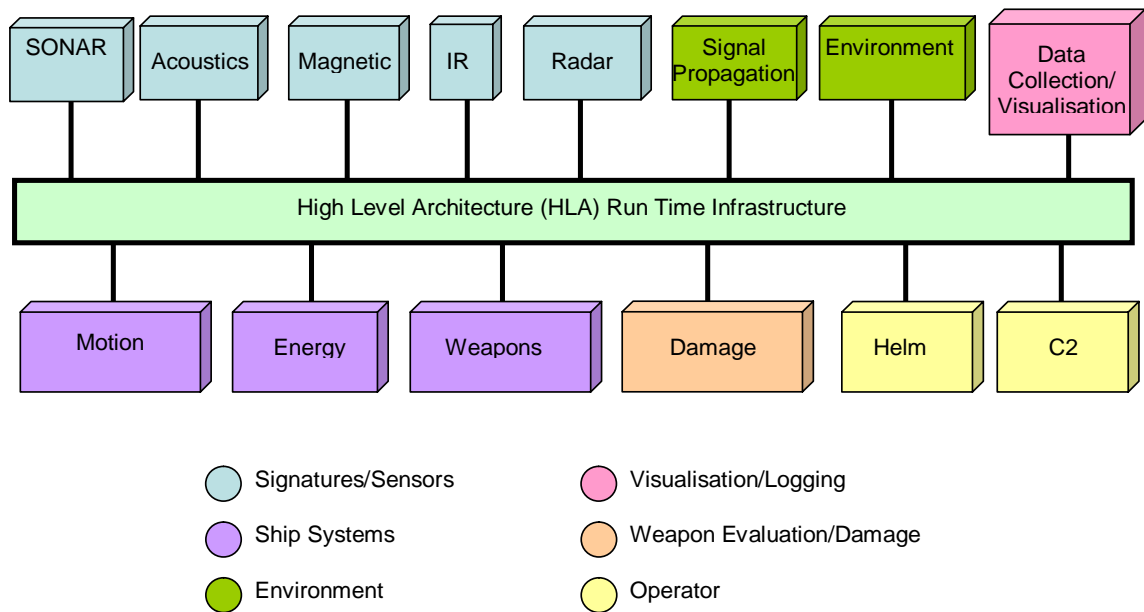 SONAR
Acoustics
Magnetic
IR
Radar
Signal
Propagation
Environment
Data
Collection/
Visualisation
High Level Architecture (HLA) Run Time Infrastructure
Motion
Energy
Weapons
Damage
Helm
C2
Signatures/Sensors
Visualisation/Logging
Ship Systems
Weapon Evaluation/Damage
Environment
Operator